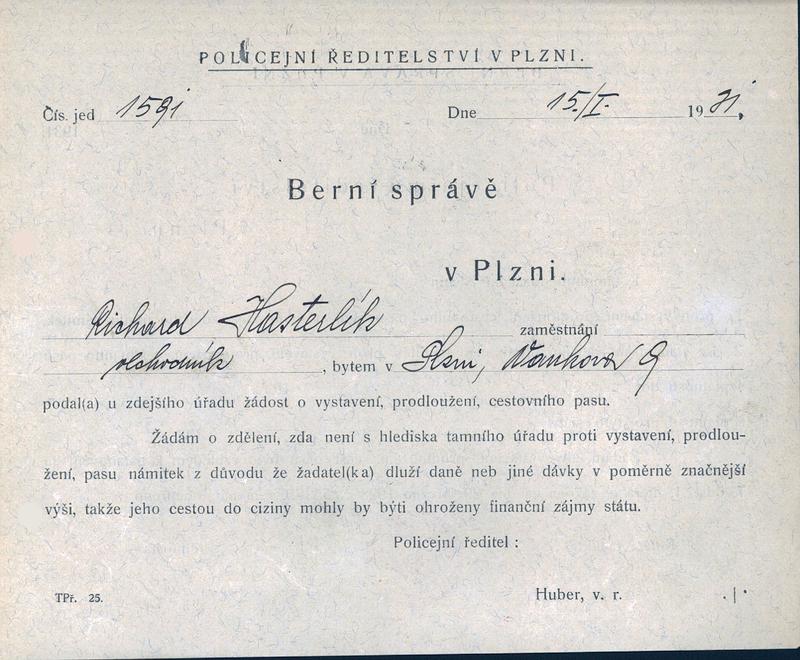 POLICEJNÍ ŘEDITELSTVÍ V PLZNI.
Čís. jed 1591 Dne 15./I. 1931,
Berní správě
v Plzni.
Richard Hasterlík zaměstnání
obchodník, bytem v Plzni, Vaňkova 9
podal(a) u zdejšího úřadu žádost o vystavení, prodloužení, cestovního pasu.
Žádám o zdělení, zda není s hlediska tamního úřadu proti vystavení, prodlou-
žení, pasu námitek z důvodu že žadatel(ka) dluží daně neb jiné dávky v poměrně značnější
výši, takže jeho cestou do ciziny mohly by býti ohroženy finanční zájmy státu.
Policejní ředitel :
TPř. 25. Huber, v. r.